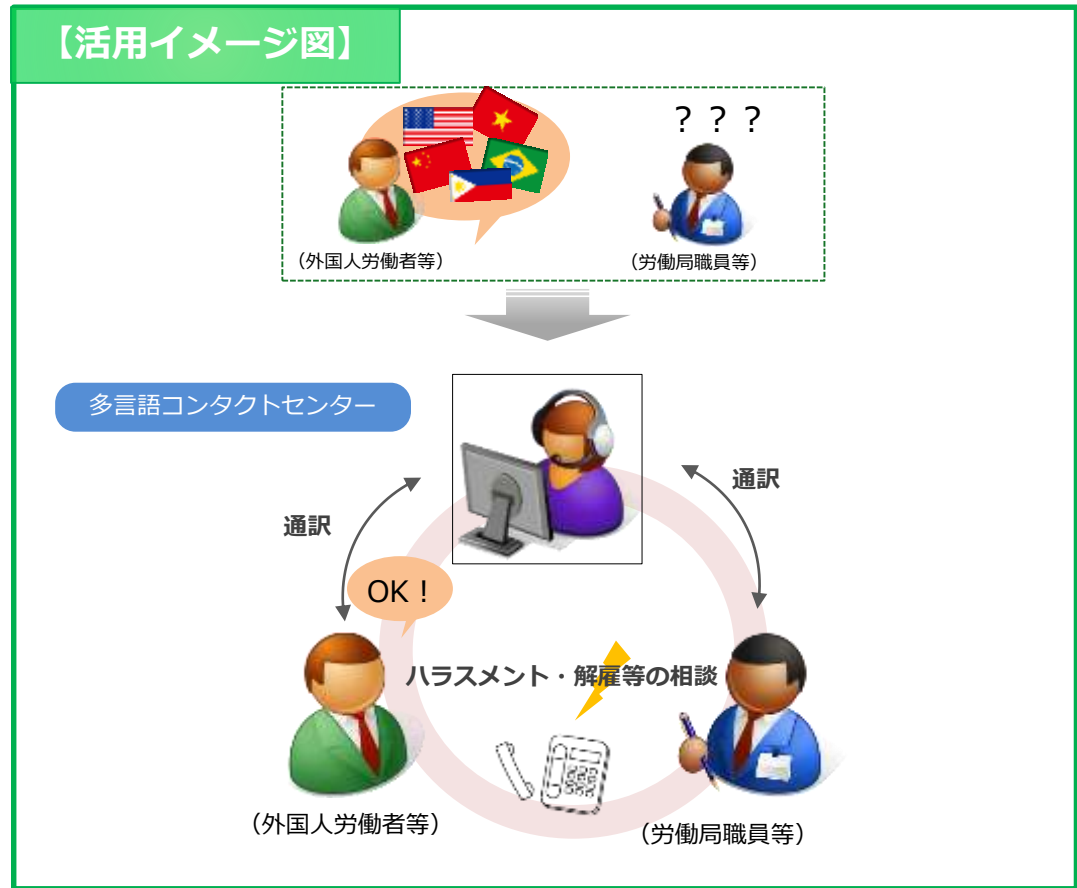 【活用イメージ図】
？？？
（外国人労働者等）
（労働局職員等）
多言語コンタクトセンター
通訳
通訳
OK！
ハラスメント・解雇等の相談
（外国人労働者等）
（労働局職員等）